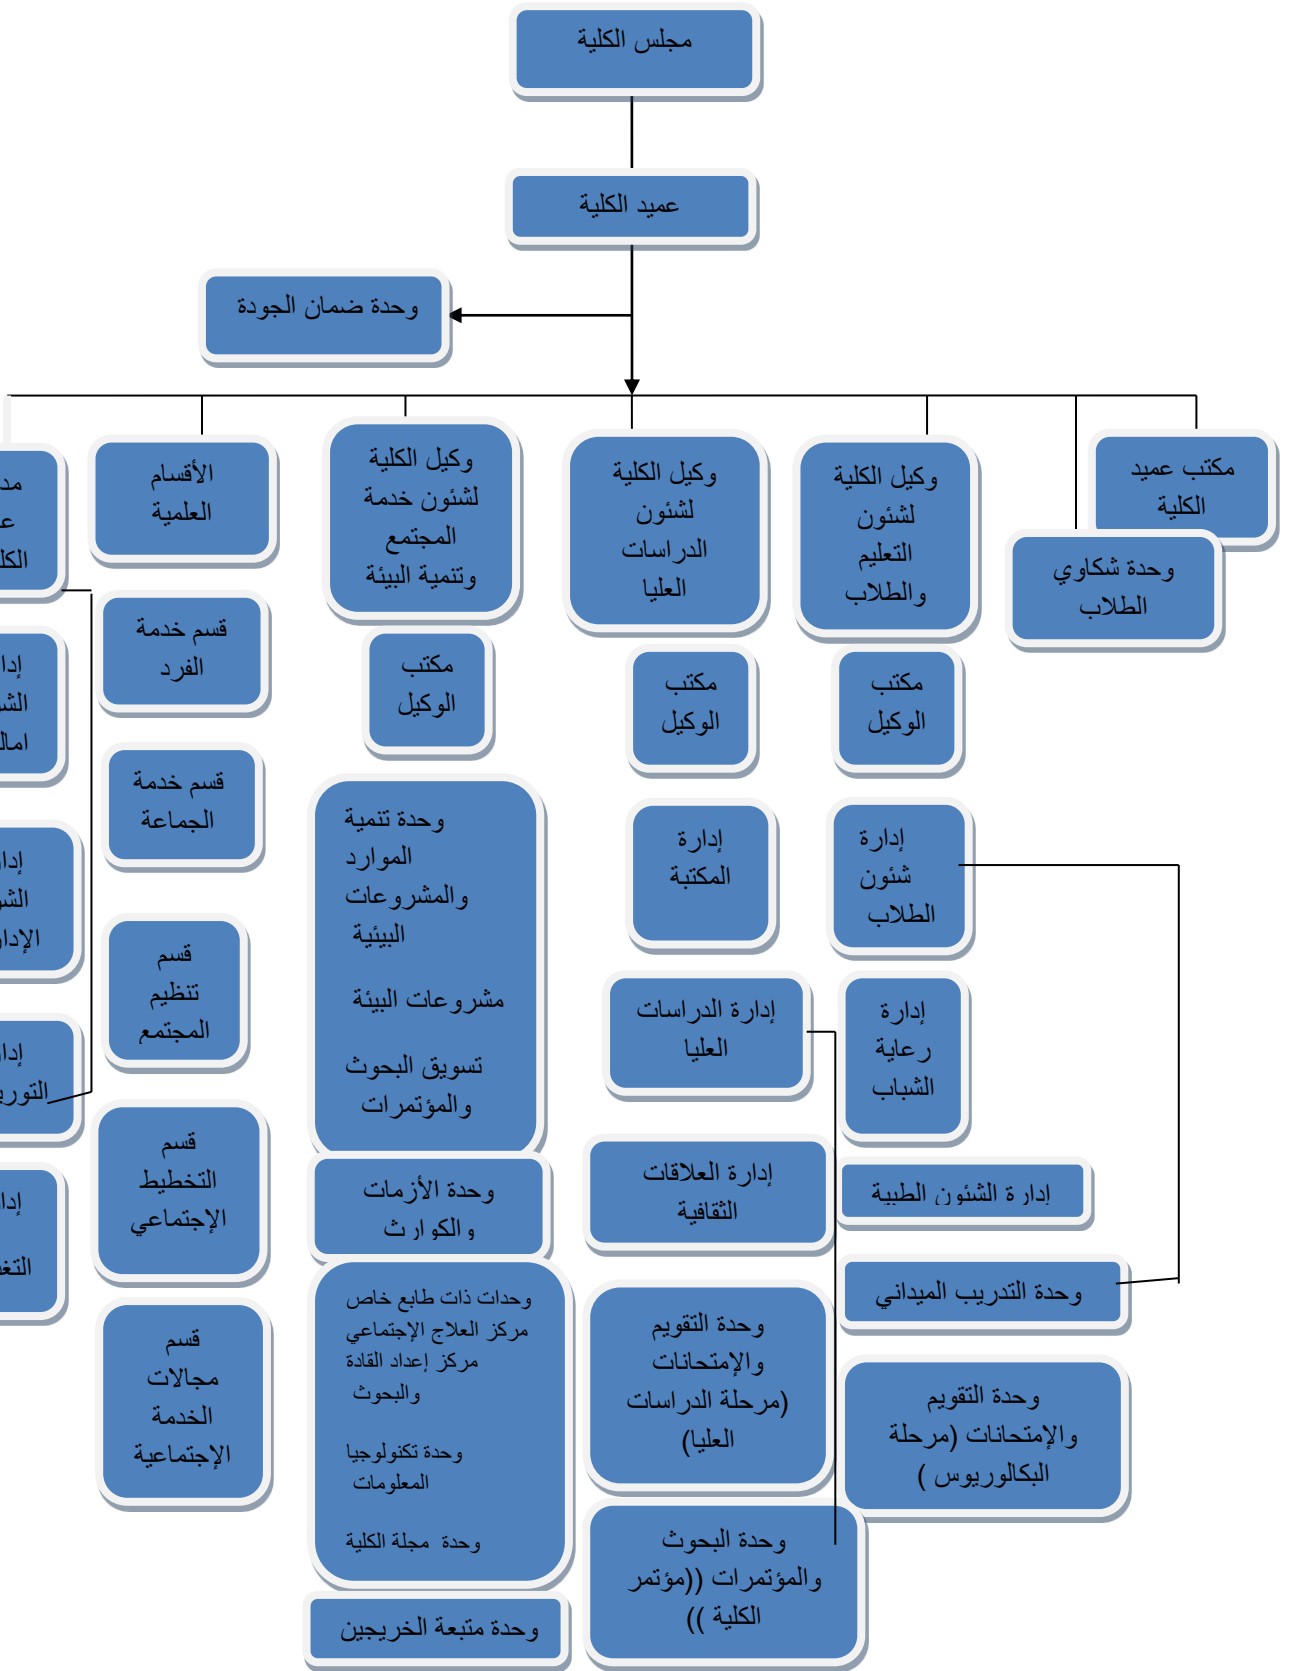 مجلس الكلية
عميد الكلية
وحدة ضمان الجودة
مكتب عميد
الكلية
وحدة شكاوي
الطلاب
وكيل الكلية
لشئون
التعليم
والطلاب
مكتب
الوكيل
إدارة
شئون
الطلاب
إدارة
رعاية
الشباب
إدارة الشئون الطبية
وحدة التدريب الميداني
وحدة التقويم
والإمتحانات (مرحلة
البكالوريوس )
وكيل الكلية
لشئون
الدراسات
العليا
مكتب
الوكيل
إدارة
المكتبة
إدارة الدراسات
العليا
إدارة العلاقات
الثقافية
وحدة التقويم
والإمتحانات
(مرحلة الدراسات
العليا)
وحدة البحوث
والمؤتمرات ((مؤتمر
الكلية ))
وكيل الكلية
لشئون خدمة
المجتمع
وتنمية البيئة
مكتب
الوكيل
وحدة تنمية
الموارد
والمشروعات
البيئية
مشروعات البيئة
تسويق البحوث
والمؤتمرات
وحدة الأزمات
والكوارث
وحدات ذات طابع خاص
مركز العلاج الإجتماعي
مركز إعداد القادة
والبحوث
وحدة تكنولوجيا
المعلومات
وحدة مجلة الكلية
وحدة متبعة الخريجين
الأقسام
العلمية
قسم خدمة
الفرد
قسم خدمة
الجماعة
قسم
تنظيم
المجتمع
قسم
التخطيط
الإجتماعي
قسم
مجالات
الخدمة
الإجتماعية